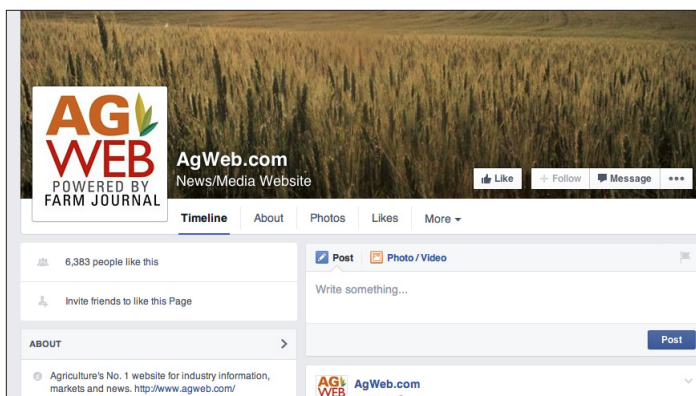 AG
WEB
POWERED BY
FARM JOURNAL
AgWeb.com
News/Media Website
Like
+ Follow
Message
Timeline
About
Photos
Likes
More
6,383 people like this
Invite friends to like this Page
ABOUT
Agriculture's No. 1 website for industry information,
markets and news. http://www.agweb.com/
Post
Photo / Video
Write something...
Post
AG
WEB
AgWeb.com